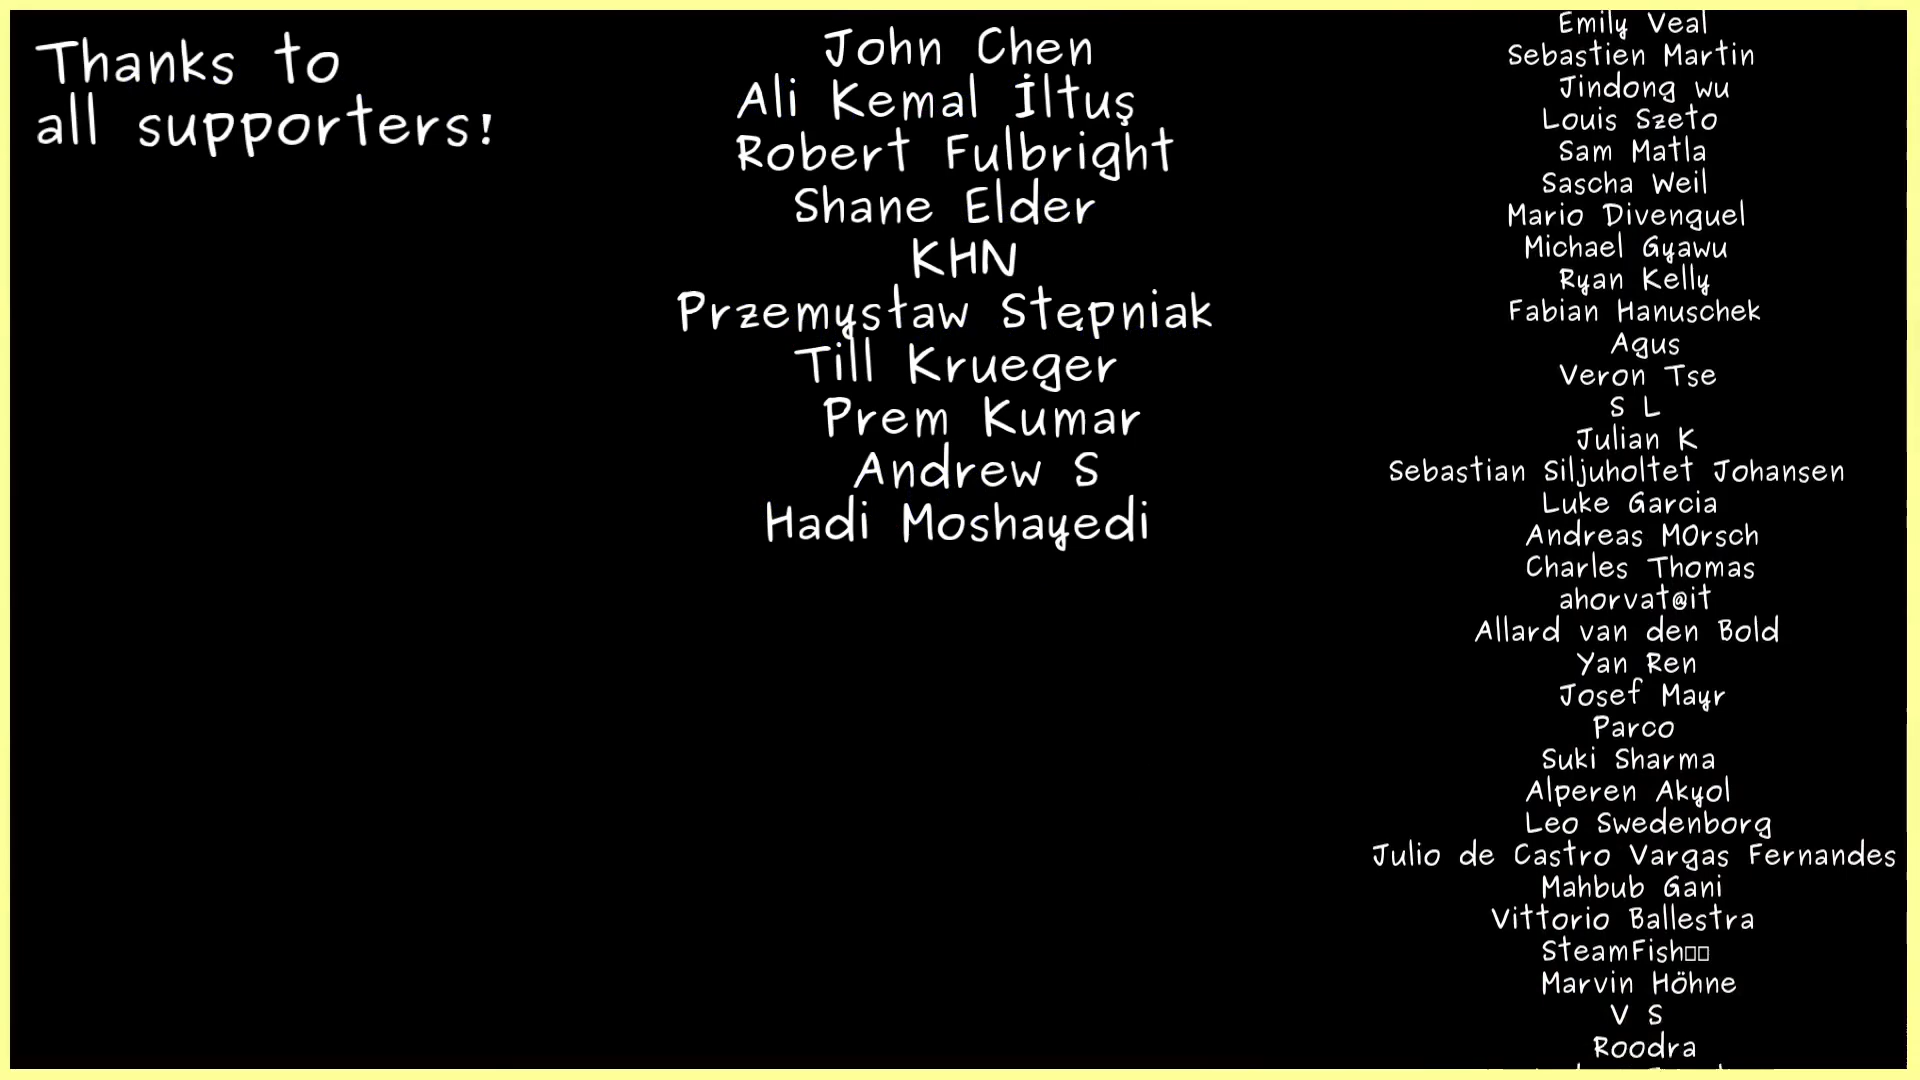 Thanks to
all supporters!
John Chen
Ali Kemal İltuş
Robert Fulbright
Shane Elder
KHN
Przemysław Stępniak
Till Krueger
Prem Kumar
Andrew S
Hadi Moshayedi
Emily Veal
Sebastien Martin
Jindong wu
Louis Szeto
Sam Matla
Sascha Weil
Mario Divenguel
Michael Gyawu
Ryan Kelly
Fabian Hanuschek
Agus
Veron Tse
S L
Julian K
Sebastian Siljuholtet Johansen
Luke Garcia
Andreas MOrsch
Charles Thomas
ahorvat@it
Allard van den Bold
Yan Ren
Josef Mayr
Parco
Suki Sharma
Alperen Akyol
Leo Swedenborg
Julio de Castro Vargas Fernandes
Mahbub Gani
Vittorio Ballestra
SteamFish
Marvin Höhne
V S
Roodra